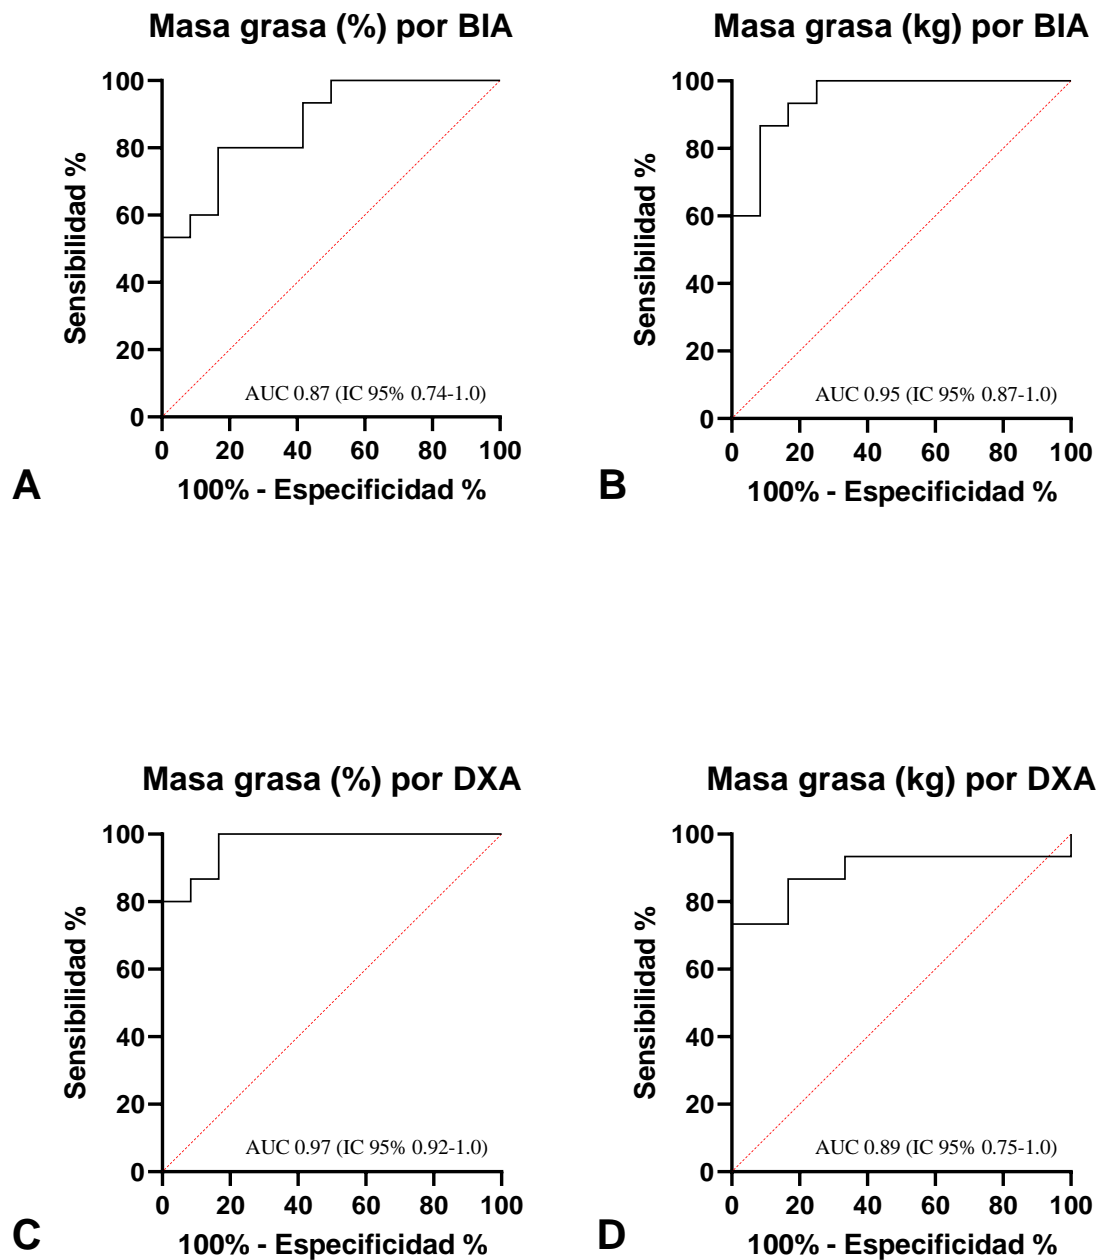 Masa grasa (%) por BIA
100
80
60
40
20
0
Sensibilidad %
AUC 0.87 (IC 95% 0.74-1.0)
0 20 40 60 80 100
100% - Especificidad %
A
Masa grasa (kg) por BIA
100
80
60
40
20
0
Sensibilidad %
AUC 0.95 (IC 95% 0.87-1.0)
0 20 40 60 80 100
100% - Especificidad %
B
Masa grasa (%) por DXA
100
80
60
40
20
0
Sensibilidad %
AUC 0.97 (IC 95% 0.92-1.0)
0 20 40 60 80 100
100% - Especificidad %
C
Masa grasa (kg) por DXA
100
80
60
40
20
0
Sensibilidad %
AUC 0.89 (IC 95% 0.75-1.0)
0 20 40 60 80 100
100% - Especificidad %
D